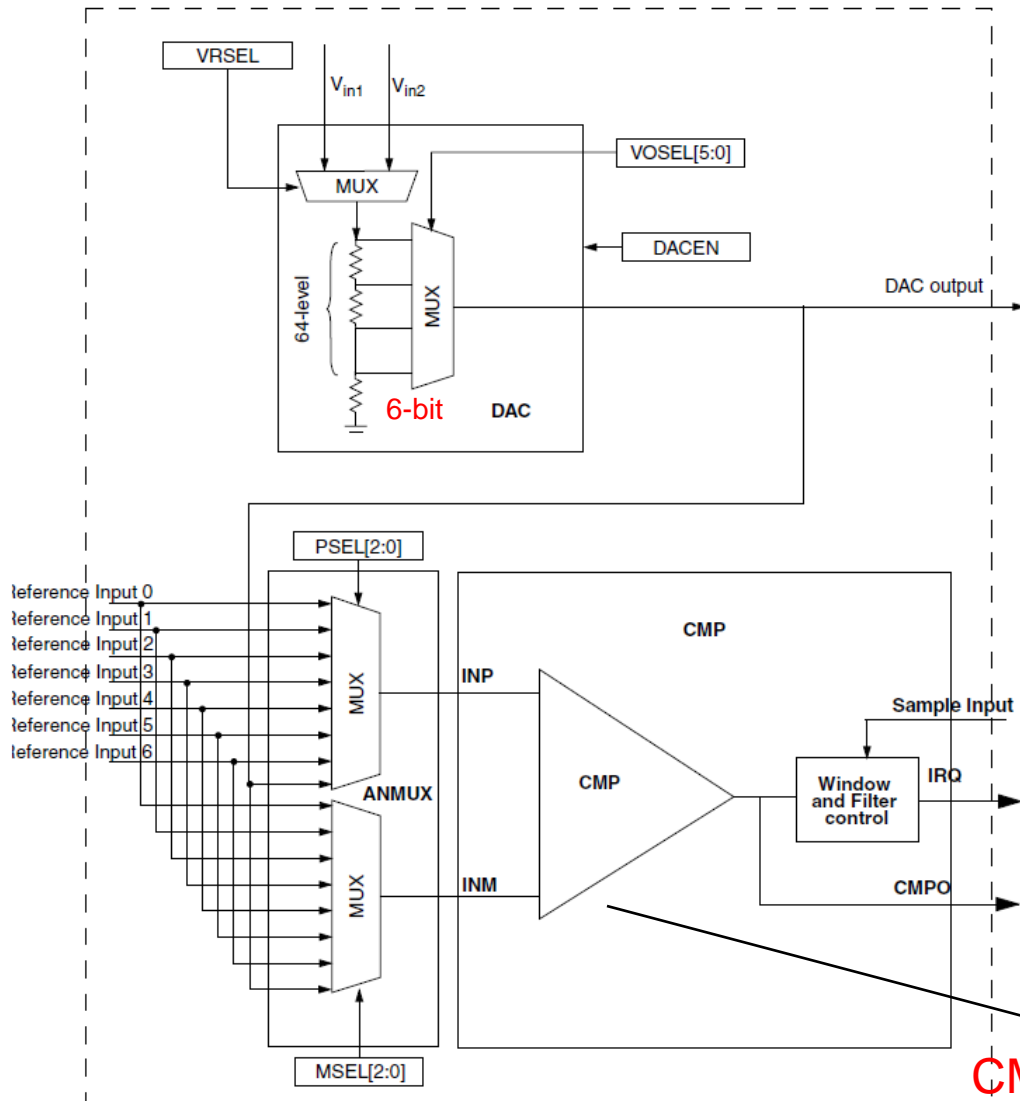 VRSEL
Vin1
Vin2
VOSEL[5:0]
MUX
DACEN
64-level
MUX
DAC output
6-bit
DAC
PSEL[2:0]
Reference Input 0
Reference Input 1
Reference Input 2
Reference Input 3
Reference Input 4
Reference Input 5
Reference Input 6
MUX
INP
CMP
CMP
Sample Input
Window
and Filter
control
IRQ
ANMUX
MUX
INM
CMPO
MSEL[2:0]
CM